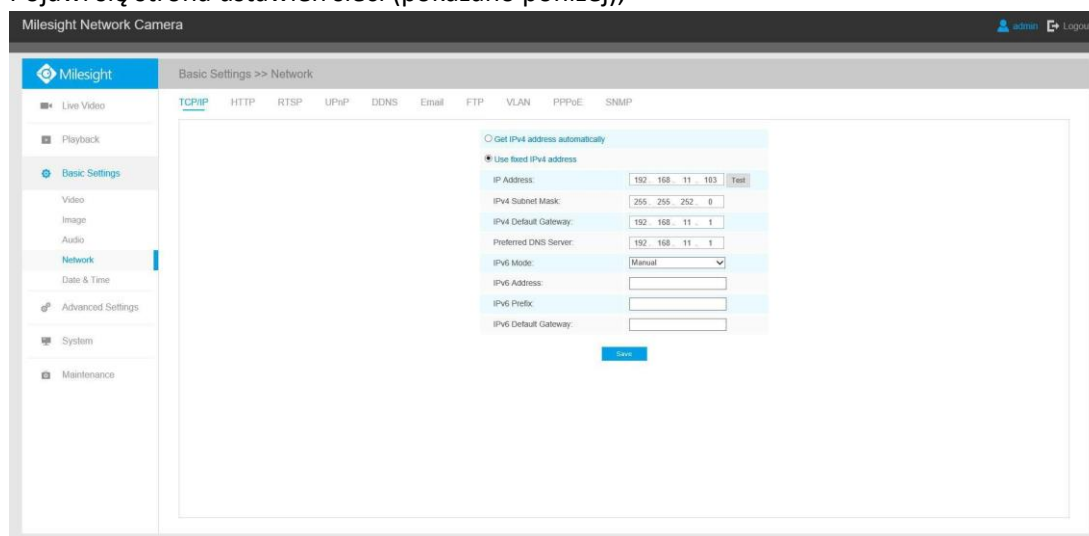 Pojawi się strona ustawień sieci (pokazano poniżej),
Milesight Network Camera
admin Logou
Milesight
Basic Settings >> Network
Live Video
TCP/IP HTTP RTSP UPnP DDNS Email FTP VLAN PPPoE SNMP
Playback
Get IPv4 address automatically
Use fixed IPv4 address
Basic Settings
IP Address: 192 . 168 . 11 . 103 Test
Video
IPv4 Subnet Mask: 255 . 255 . 252 . 0
Image
IPv4 Default Gateway: 192 . 168 . 11 . 1
Audio
Preferred DNS Server: 192 . 168 . 11 . 1
Network
IPv6 Mode: Manual
Date & Time
IPv6 Address:
Advanced Settings
IPv6 Prefix:
IPv6 Default Gateway:
System
Save
Maintenance